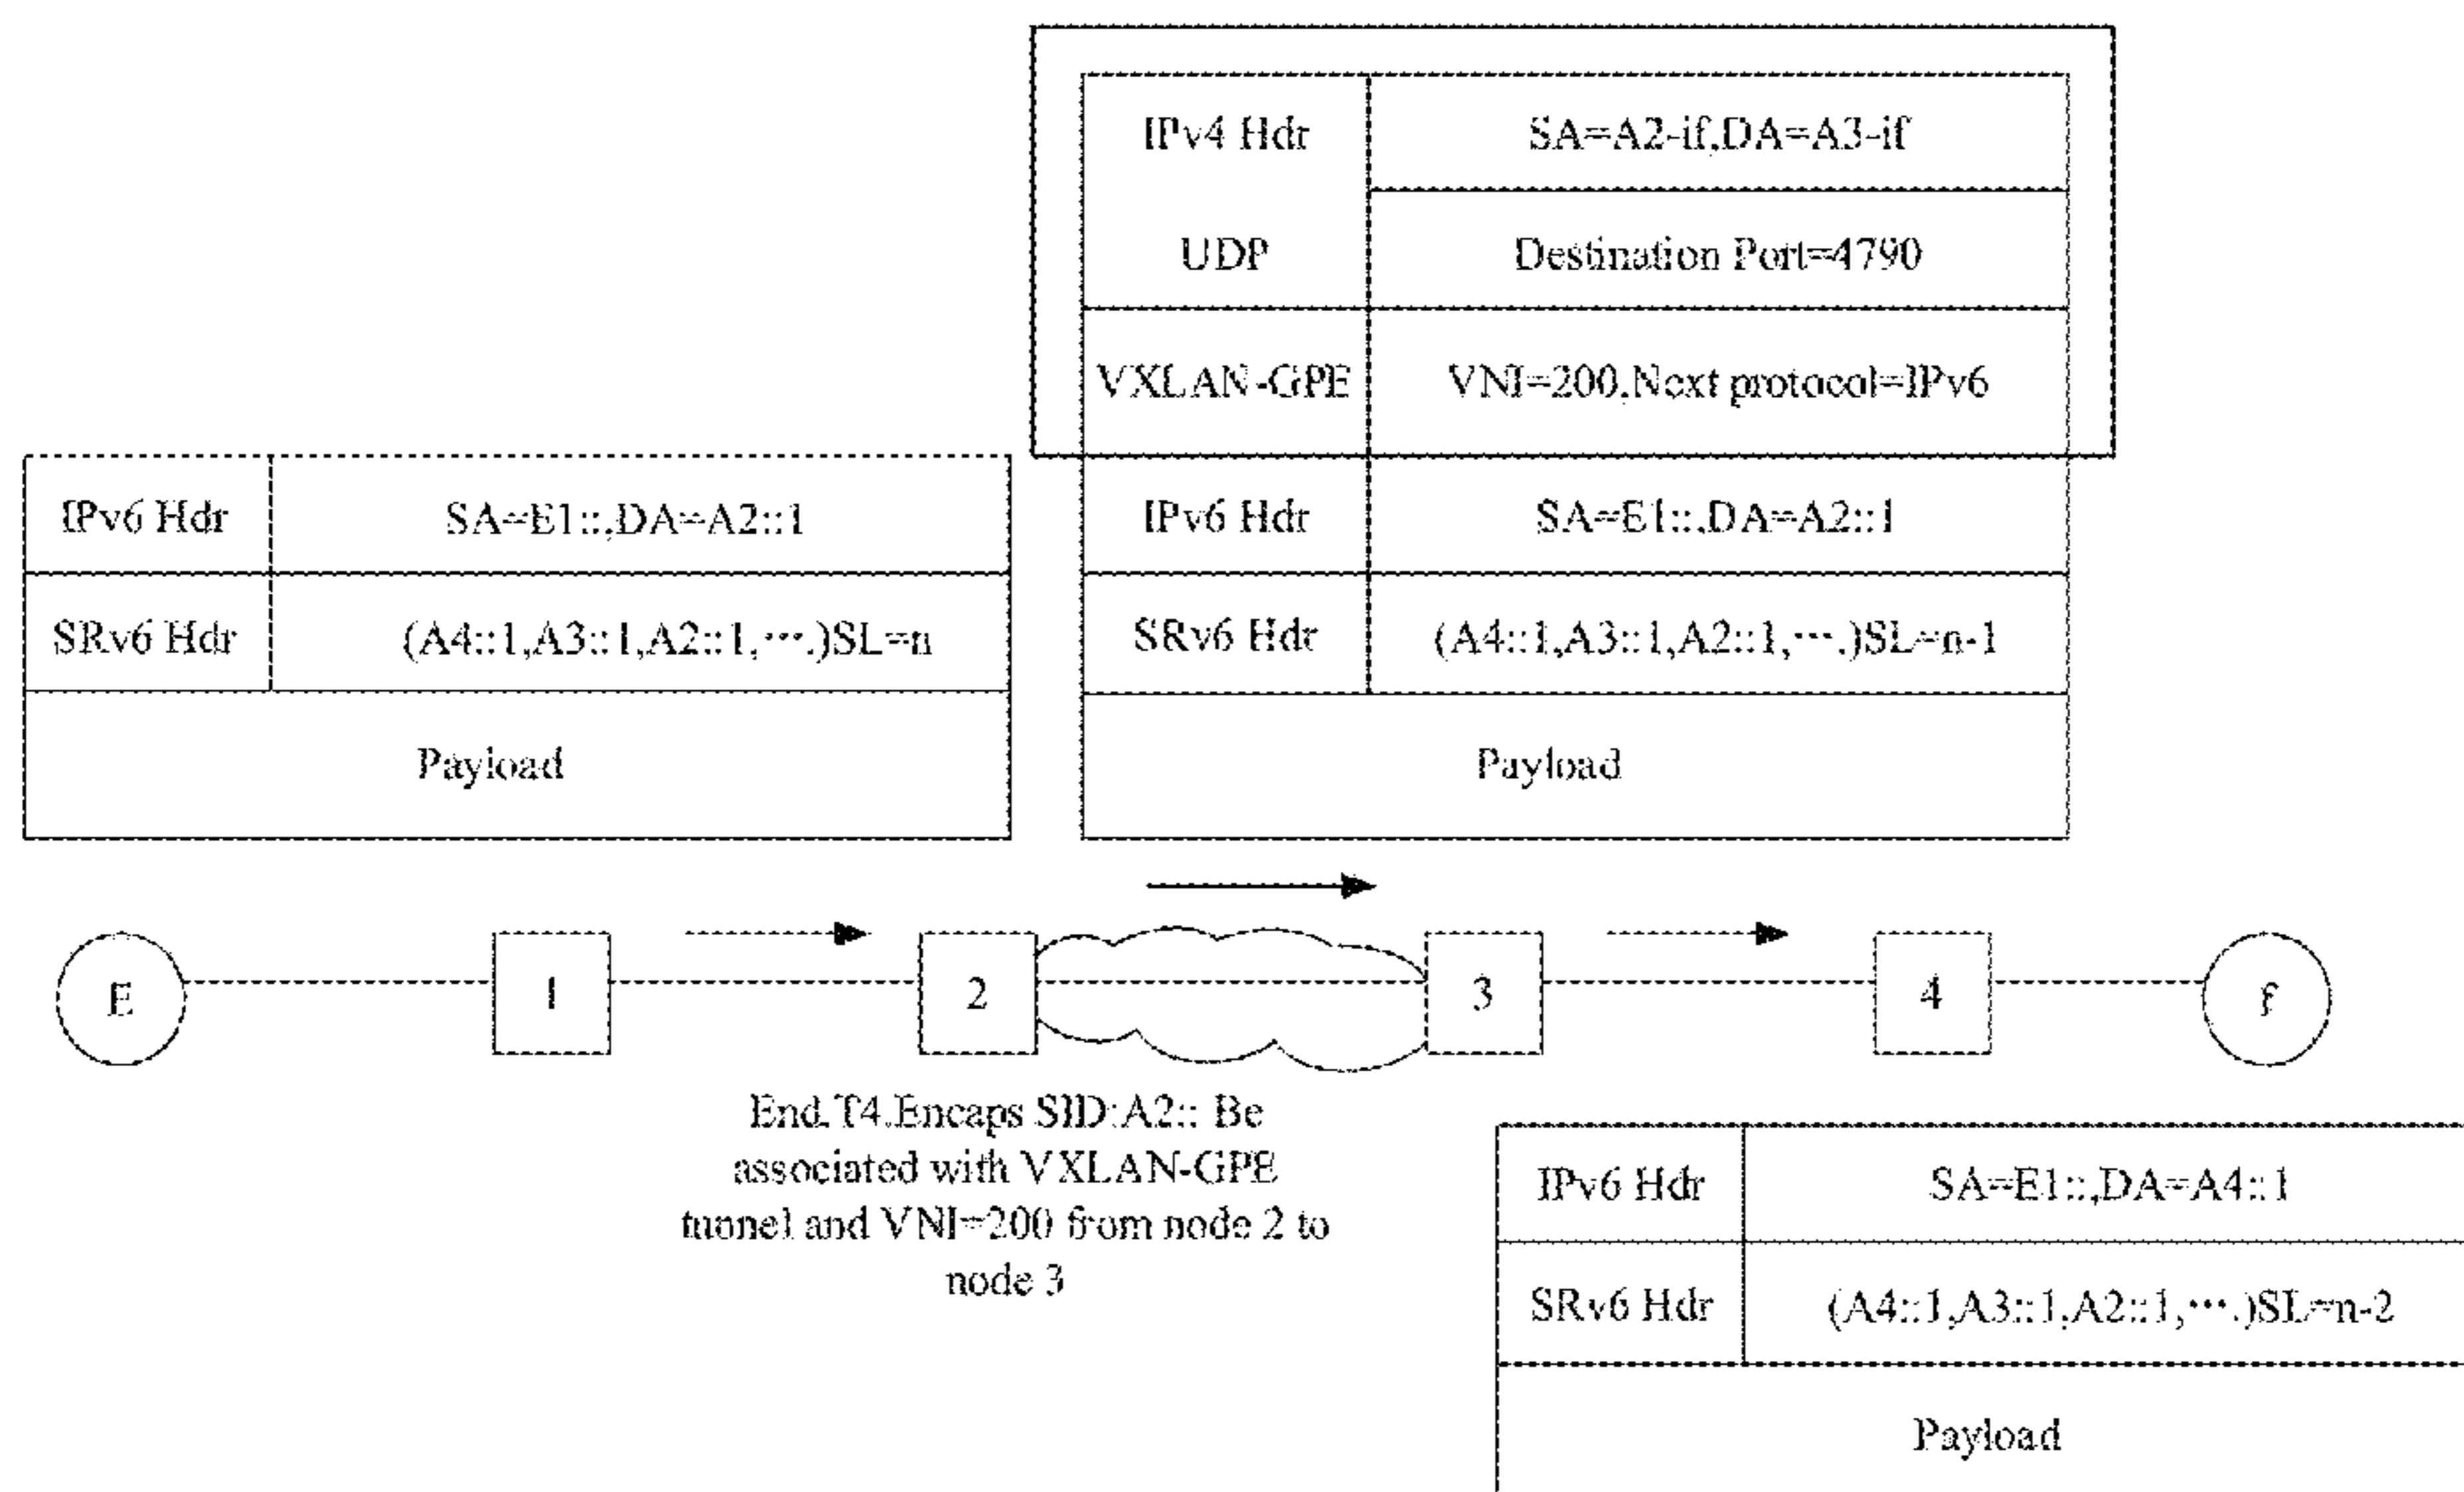 IPv4 Hdr SA=A2-if,DA=A3-if
UDP Destination Port=4790
VXLAN-GPE VNI=200,Next protocol=IPv6
IPv6 Hdr SA=E1::,DA=A2::1
SRv6 Hdr (A4::1,A3::1,A2::1,….)SL=n
Payload
IPv6 Hdr SA=E1::,DA=A2::1
SRv6 Hdr (A4::1,A3::1,A2::1,….)SL=n-1
Payload
E 1 2 3 4 f
End.T4.Encaps SID:A2:: Be
associated with VXLAN-GPE
tunnel and VNI=200 from node 2 to
node 3
IPv6 Hdr SA=E1::,DA=A4::1
SRv6 Hdr (A4::1,A3::1,A2::1,….)SL=n-2
Payload